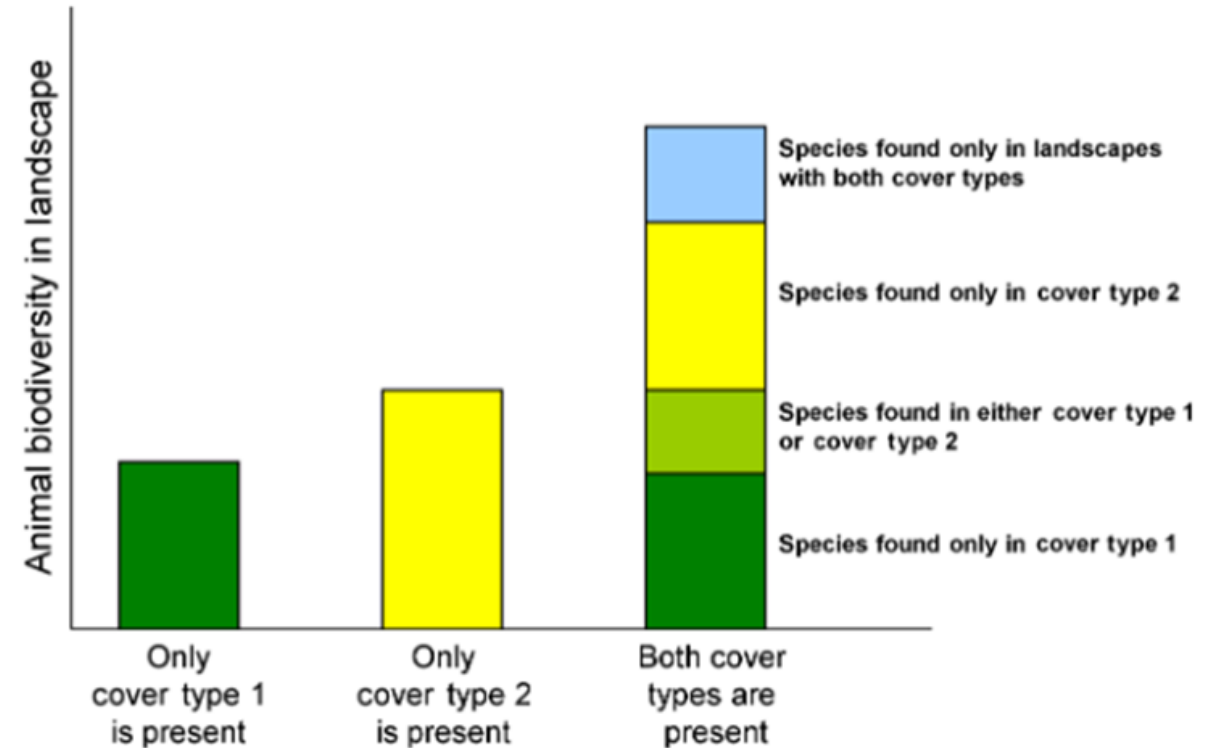 Animal biodiversity in landscape
Species found only in landscapes
with both cover types
Species found only in cover type 2
Species found in either cover type 1
or cover type 2
Species found only in cover type 1
Only
cover type 1
is present
Only
cover type 2
is present
Both cover
types are
present